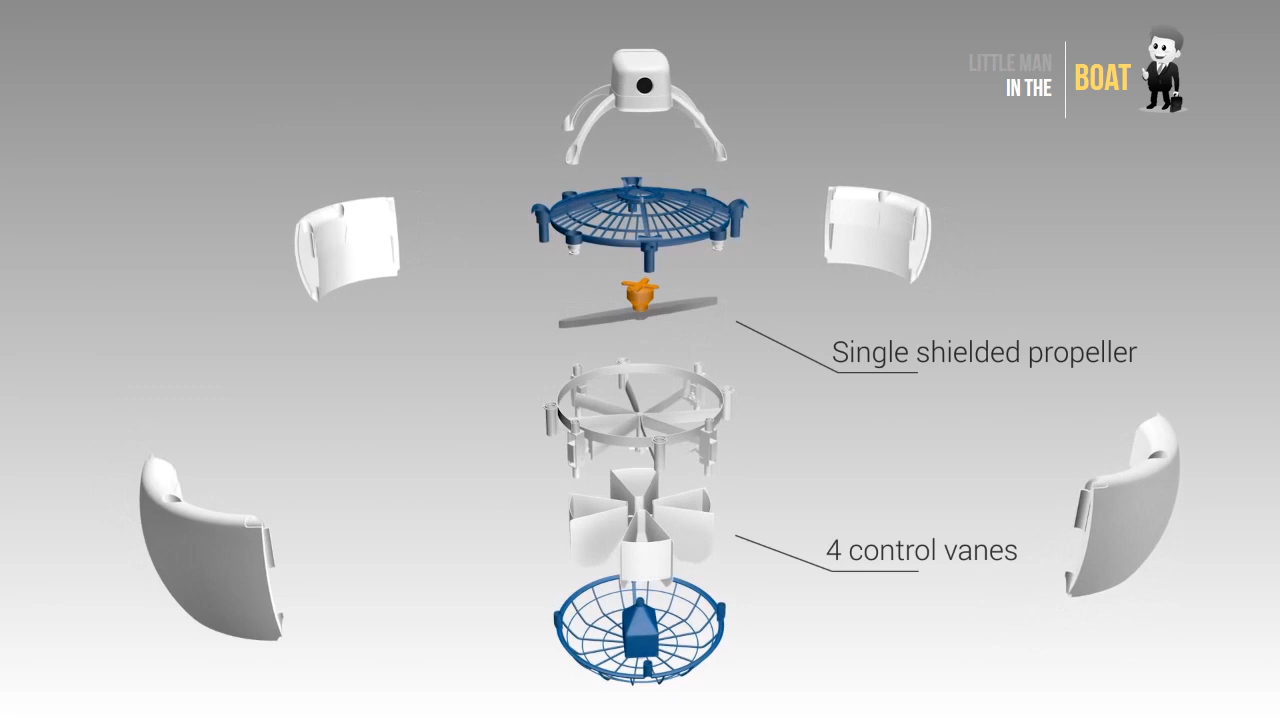 LITTLE MAN
IN THE
BOAT
Single shielded propeller
4 control vanes